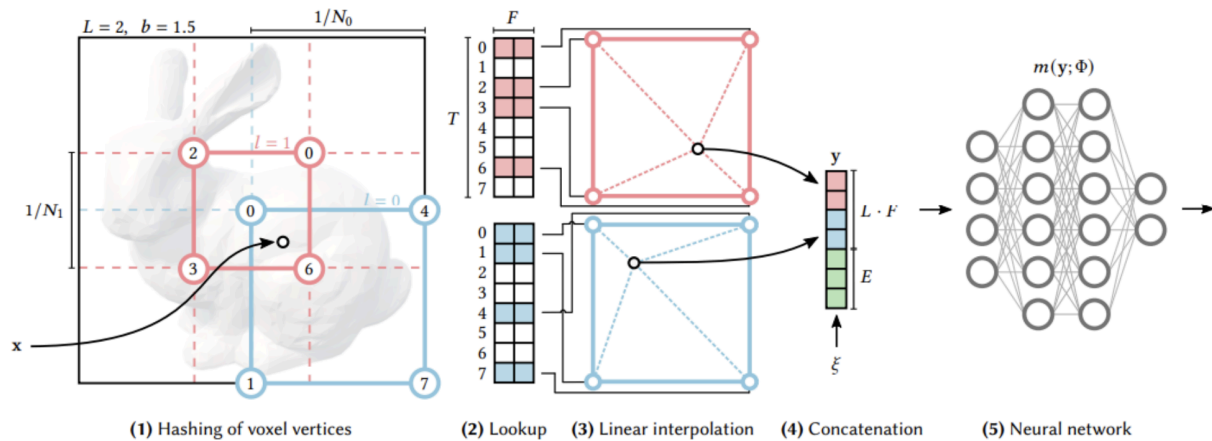 L = 2, b = 1.5
1/N₀
l = 1
2
0
1/N₁
l = 0
0
4
3
6
x
1
7
F
T
0
1
2
3
4
5
6
7
0
1
2
3
4
5
6
7
y
L · F
E
ξ
m(y; Φ)
(1) Hashing of voxel vertices
(2) Lookup
(3) Linear interpolation
(4) Concatenation
(5) Neural network